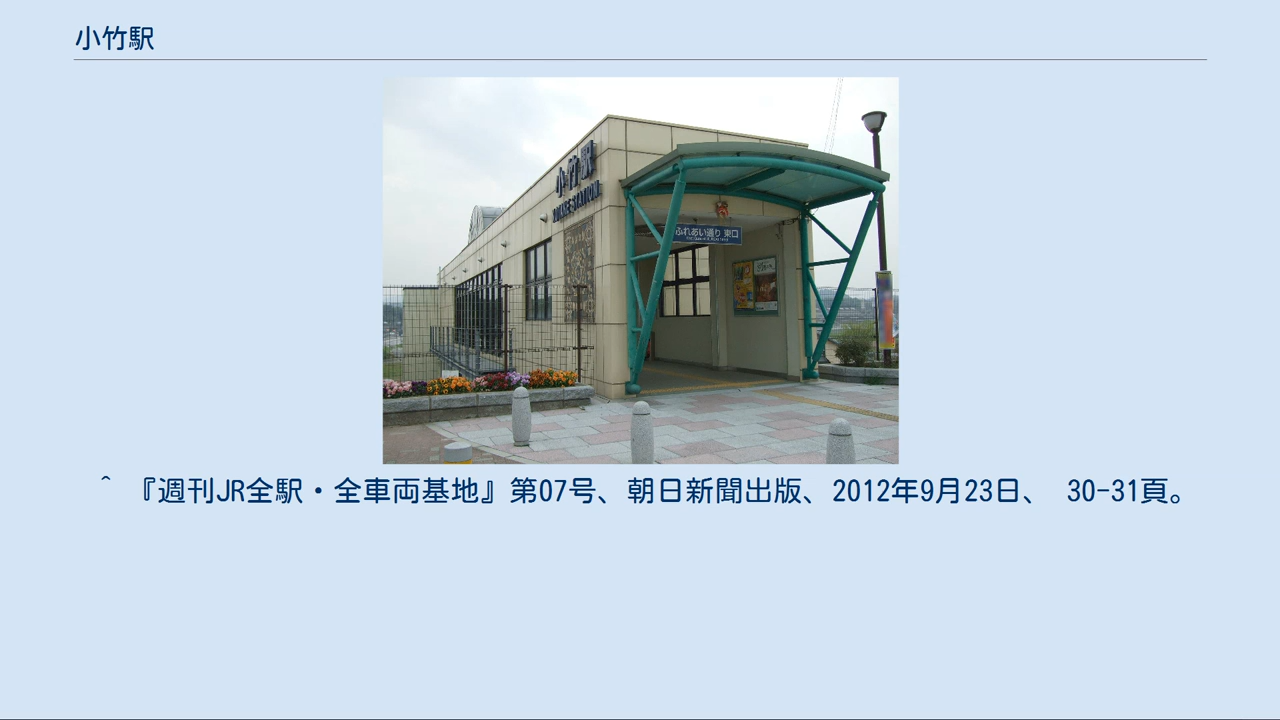 小竹駅
小竹駅
KOTAKE STATION
ふれあい通り 東口
^ 『週刊JR全駅・全車両基地』第07号、朝日新聞出版、2012年9月23日、 30-31頁。